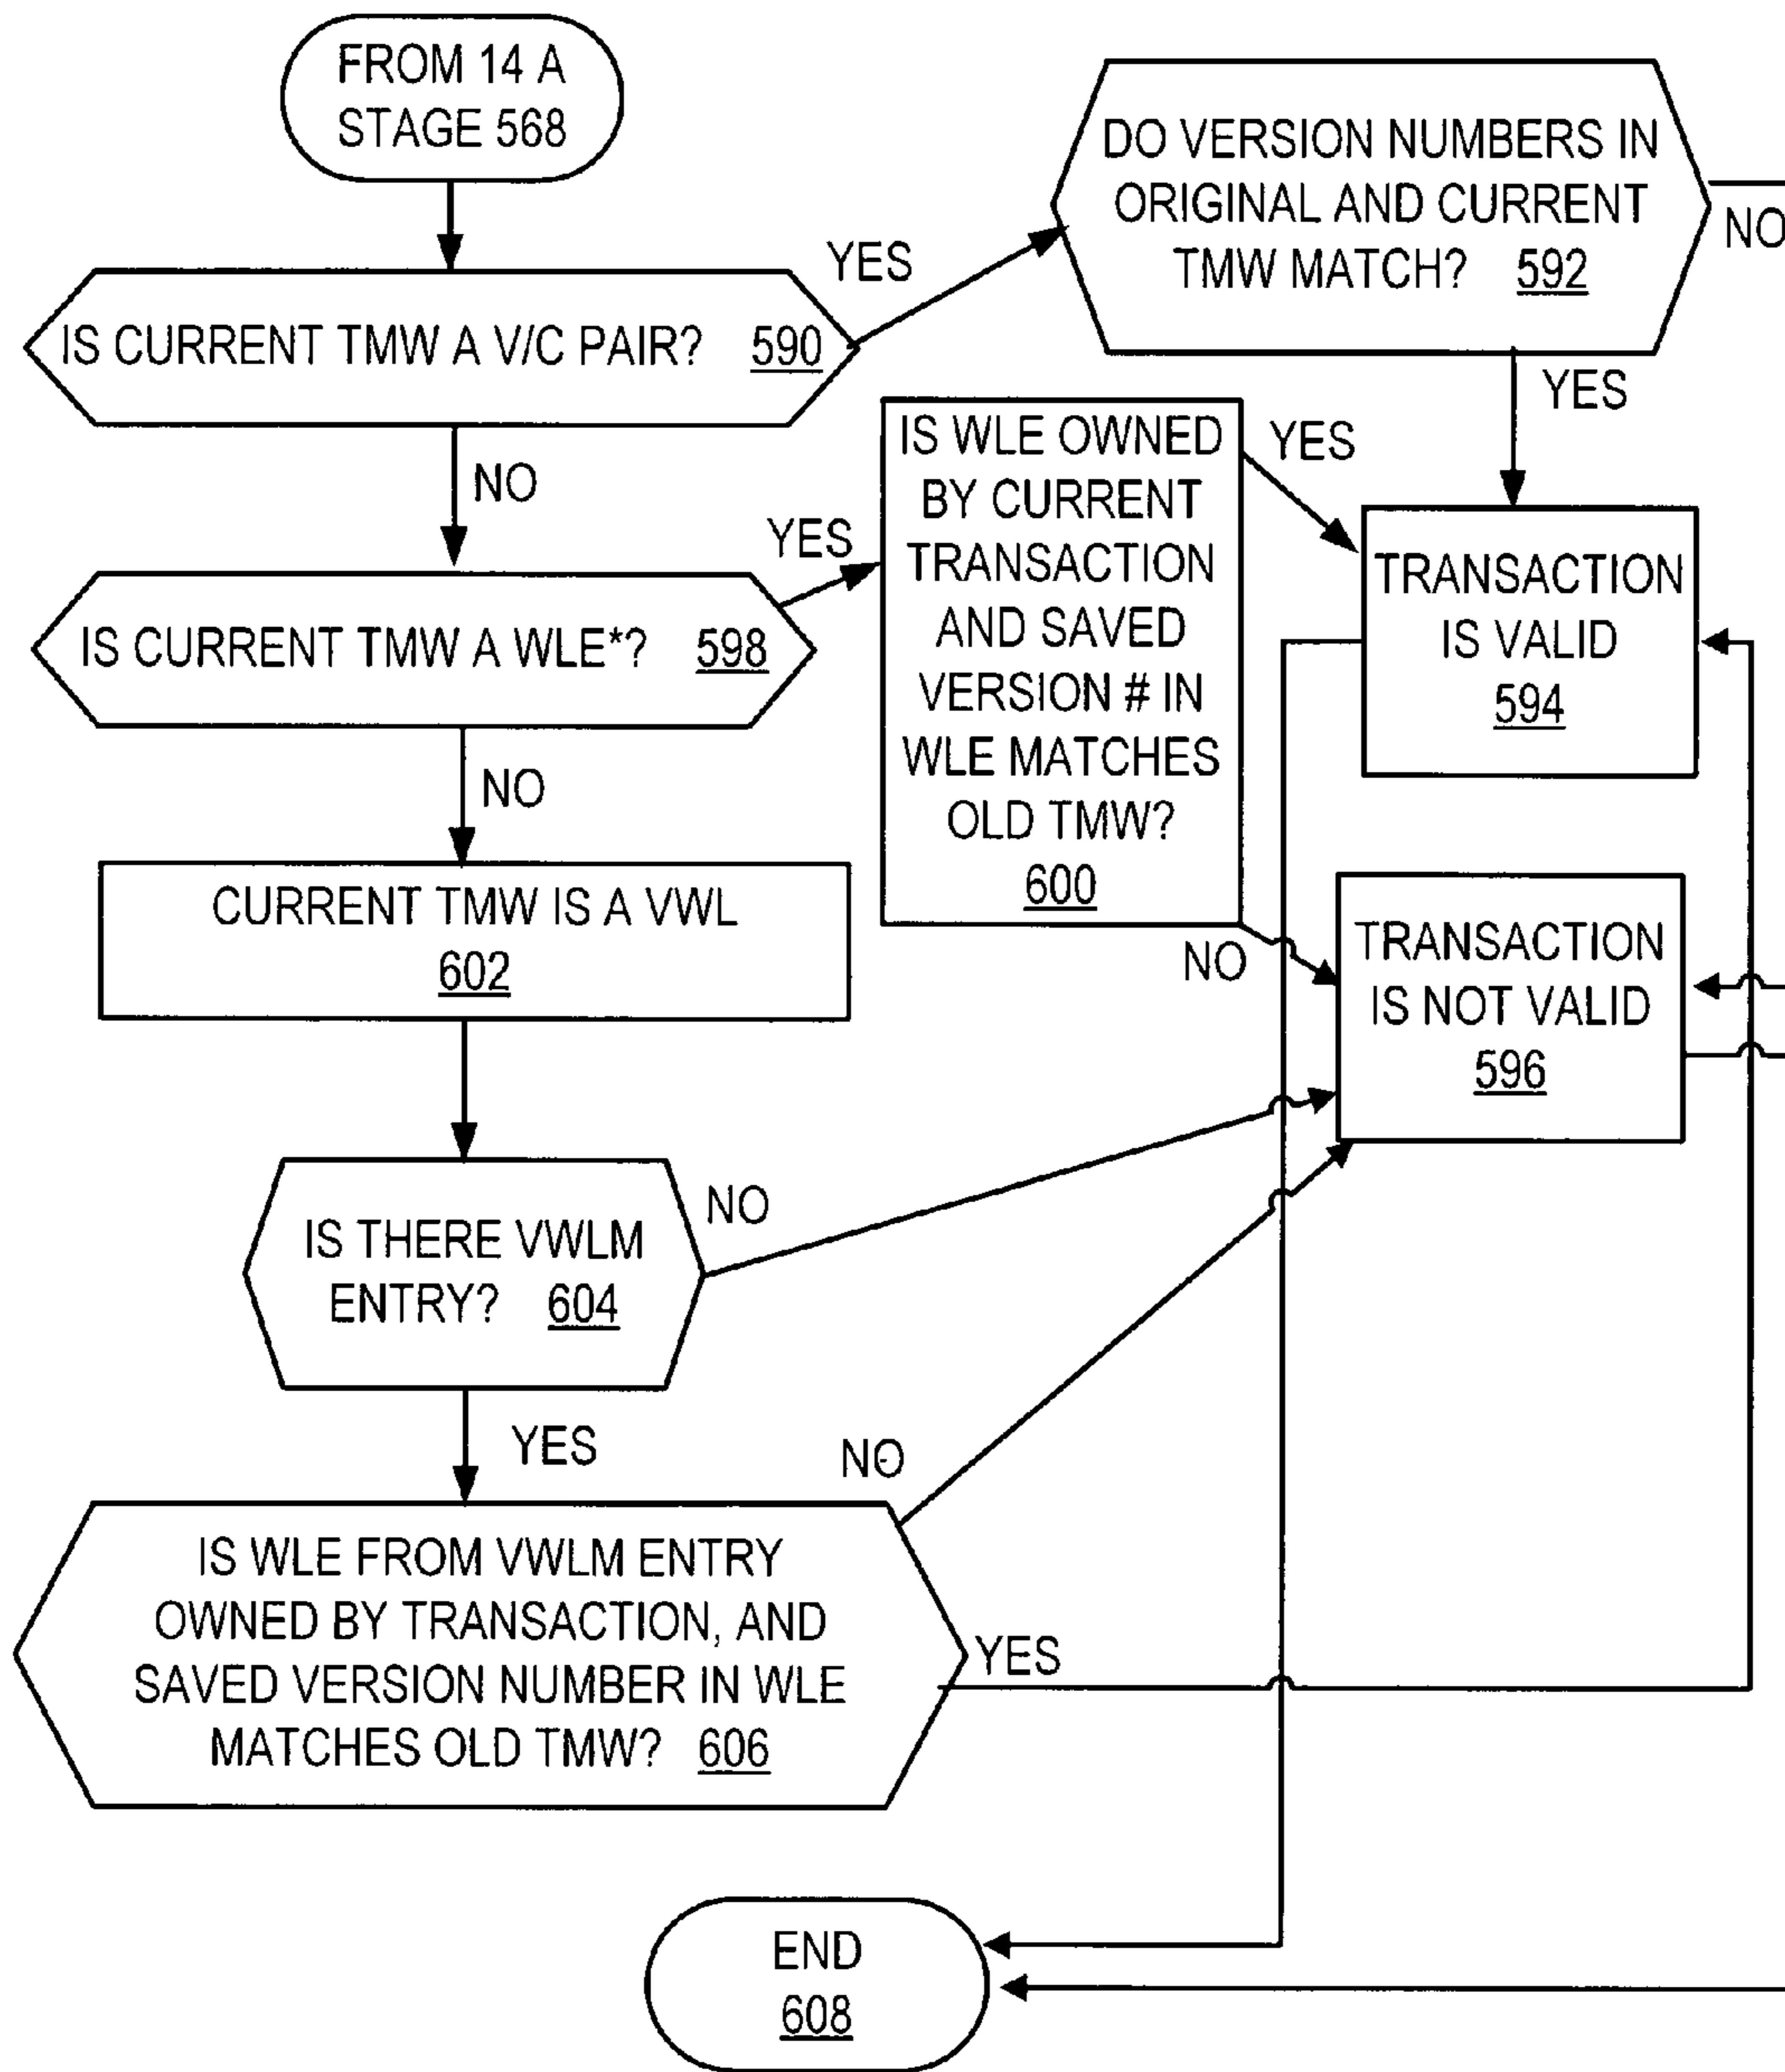 FROM 14 A
STAGE 568
IS CURRENT TMW A V/C PAIR? 590
YES
DO VERSION NUMBERS IN
ORIGINAL AND CURRENT
TMW MATCH? 592
NO
YES
NO
IS CURRENT TMW A WLE*? 598
YES
IS WLE OWNED
BY CURRENT
TRANSACTION
AND SAVED
VERSION # IN
WLE MATCHES
OLD TMW?
600
YES
NO
TRANSACTION
IS VALID
594
NO
CURRENT TMW IS A VWL
602
TRANSACTION
IS NOT VALID
596
IS THERE VWLM
ENTRY? 604
NO
YES
IS WLE FROM VWLM ENTRY
OWNED BY TRANSACTION, AND
SAVED VERSION NUMBER IN WLE
MATCHES OLD TMW? 606
NO
YES
END
608